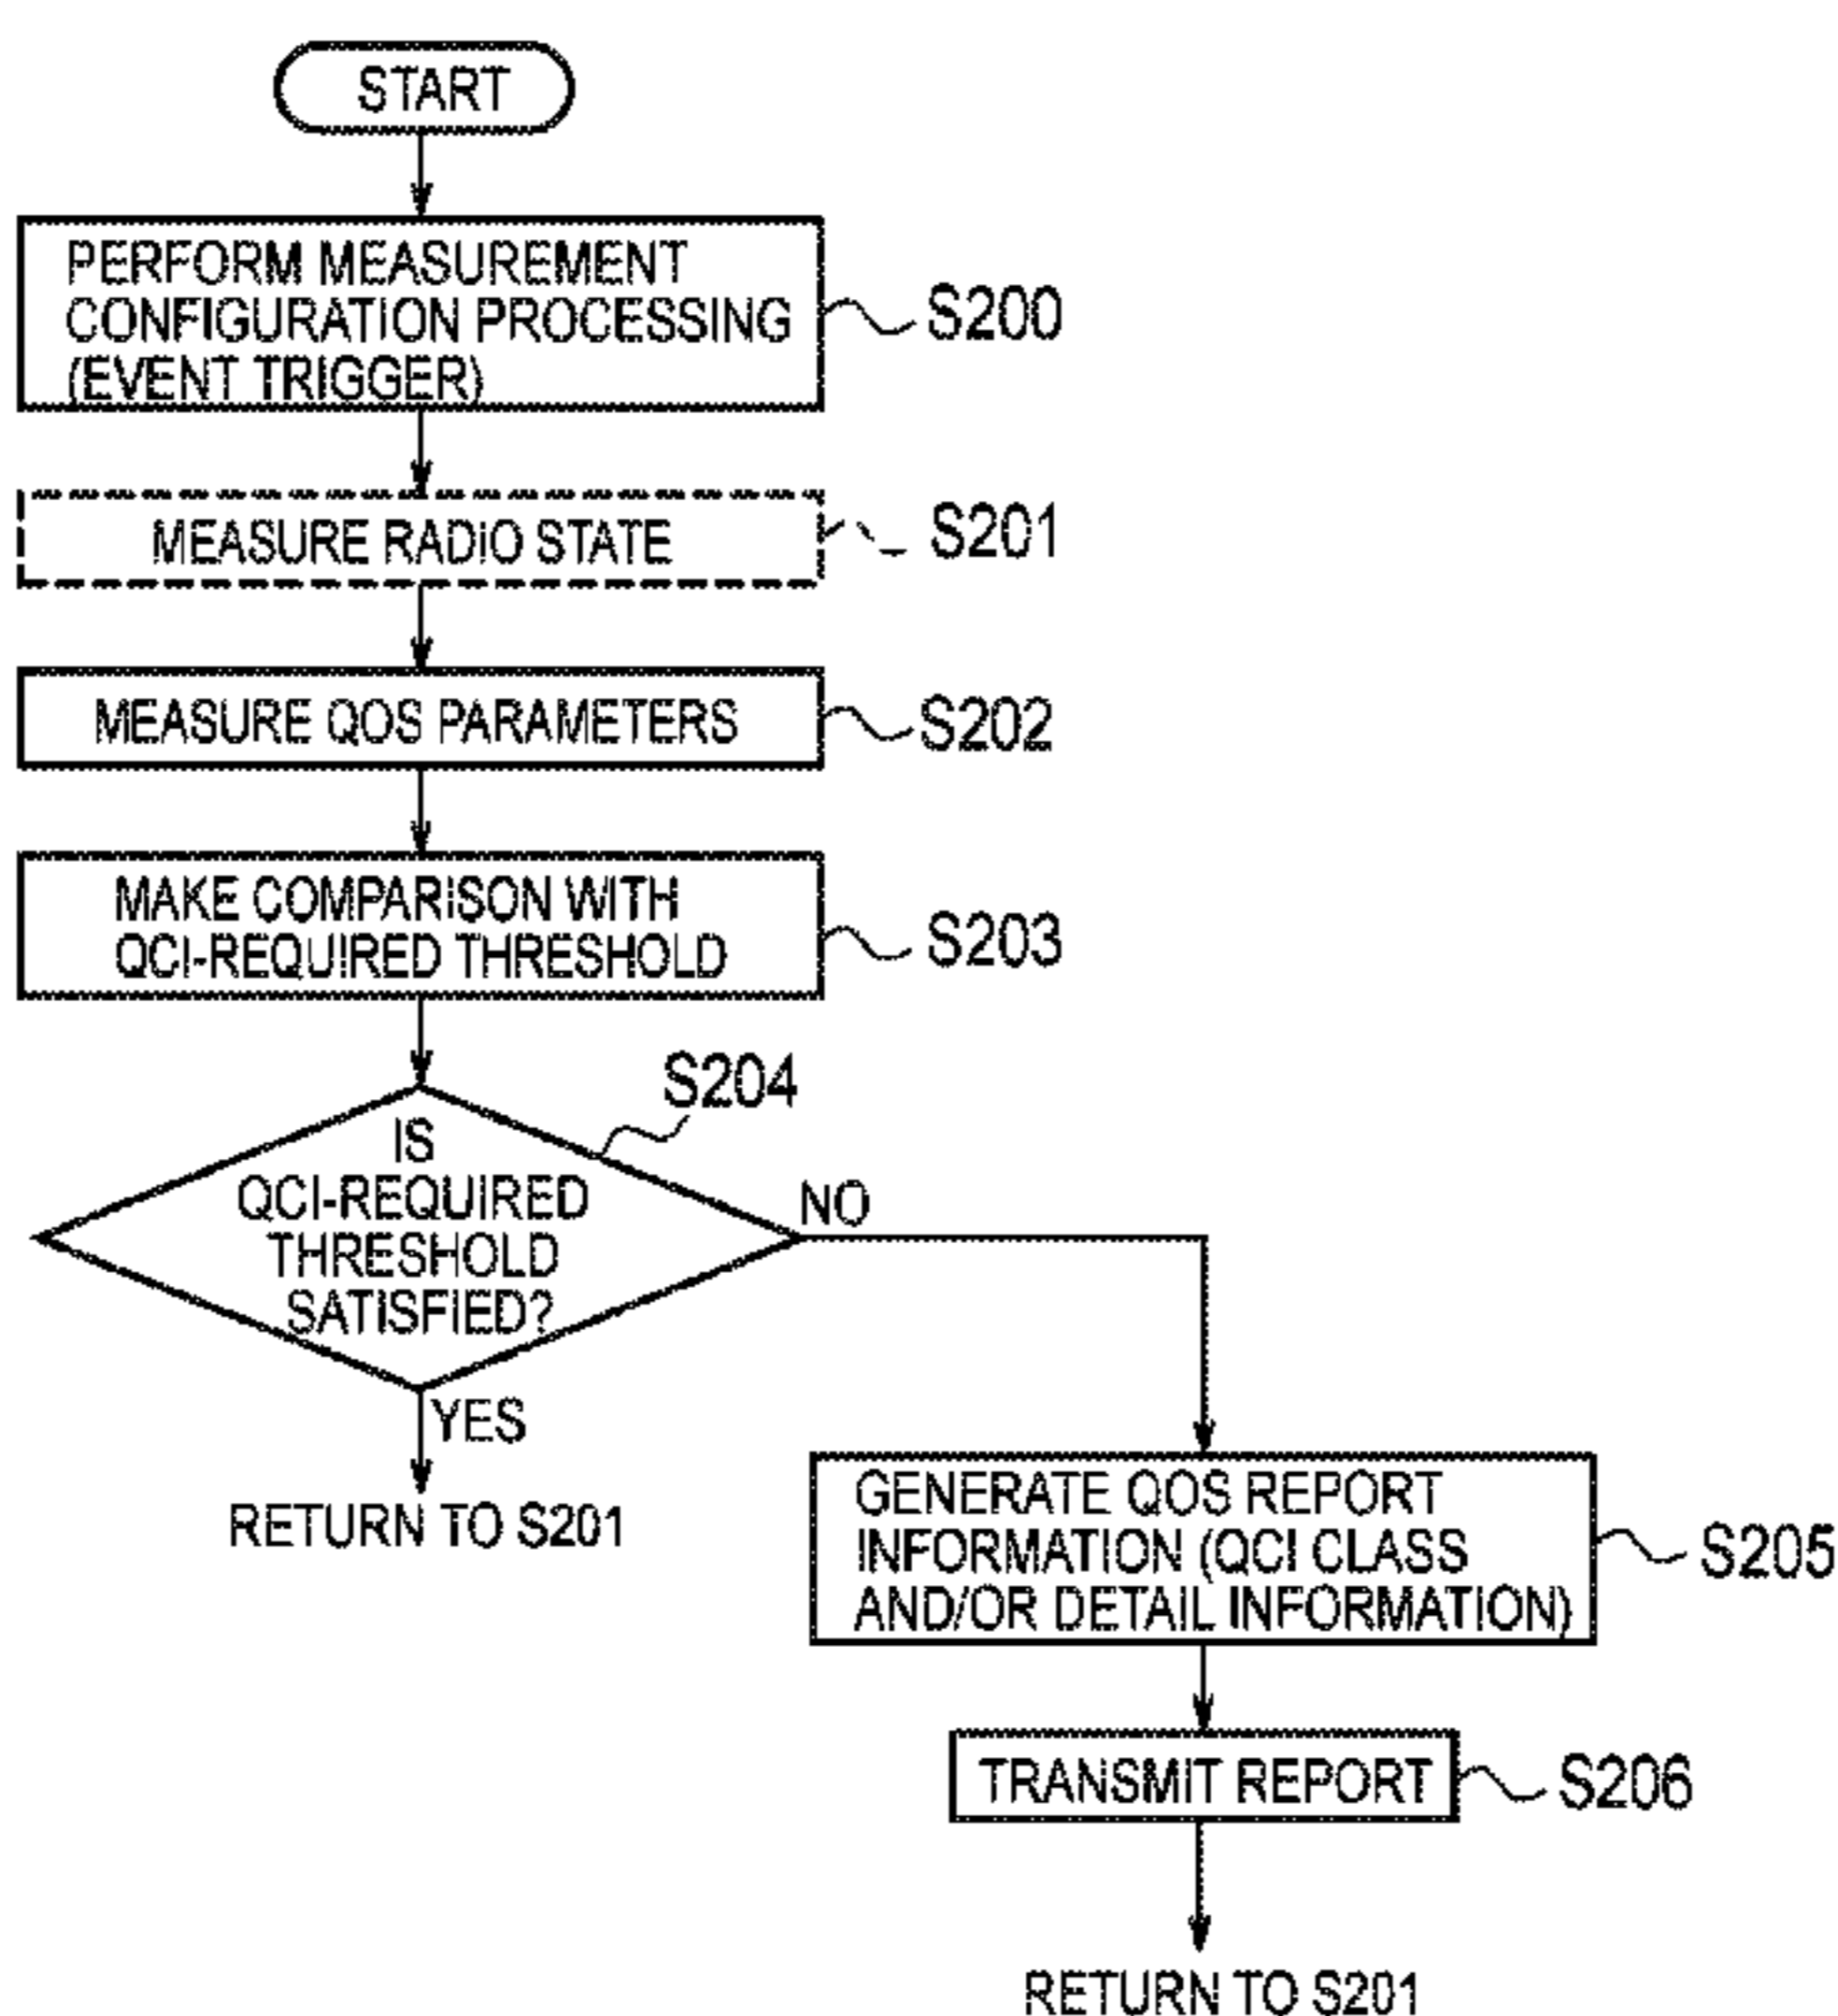 START
PERFORM MEASUREMENT
CONFIGURATION PROCESSING
(EVENT TRIGGER)
S200
MEASURE RADIO STATE
S201
MEASURE QOS PARAMETERS
S202
MAKE COMPARISON WITH
QCI-REQUIRED THRESHOLD
S203
S204
IS
QCI-REQUIRED
THRESHOLD
SATISFIED?
NO
YES
RETURN TO S201
GENERATE QOS REPORT
INFORMATION (QCI CLASS
AND/OR DETAIL INFORMATION)
S205
TRANSMIT REPORT
S206
RETURN TO S201